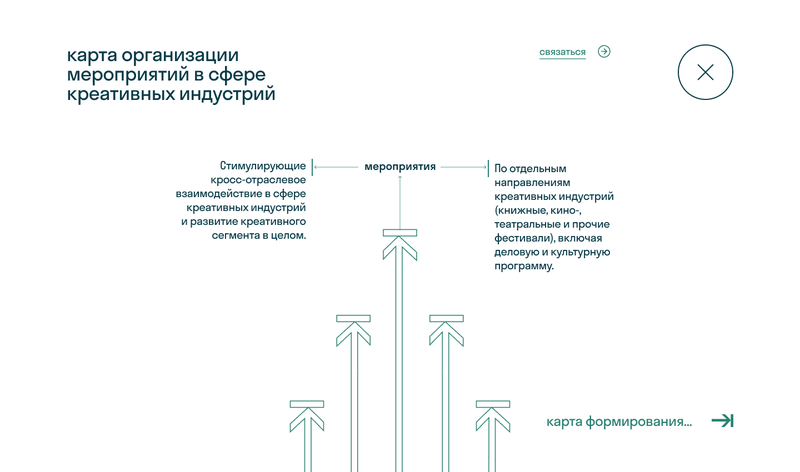 карта организации
мероприятий в сфере
креативных индустрий
связаться
Стимулирующие
кросс-отраслевое
взаимодействие в сфере
креативных индустрий
и развитие креативного
сегмента в целом.
мероприятия
По отдельным
направлениям
креативных индустрий
(книжные, кино-,
театральные и прочие
фестивали), включая
деловую и культурную
программу.
карта формирования...